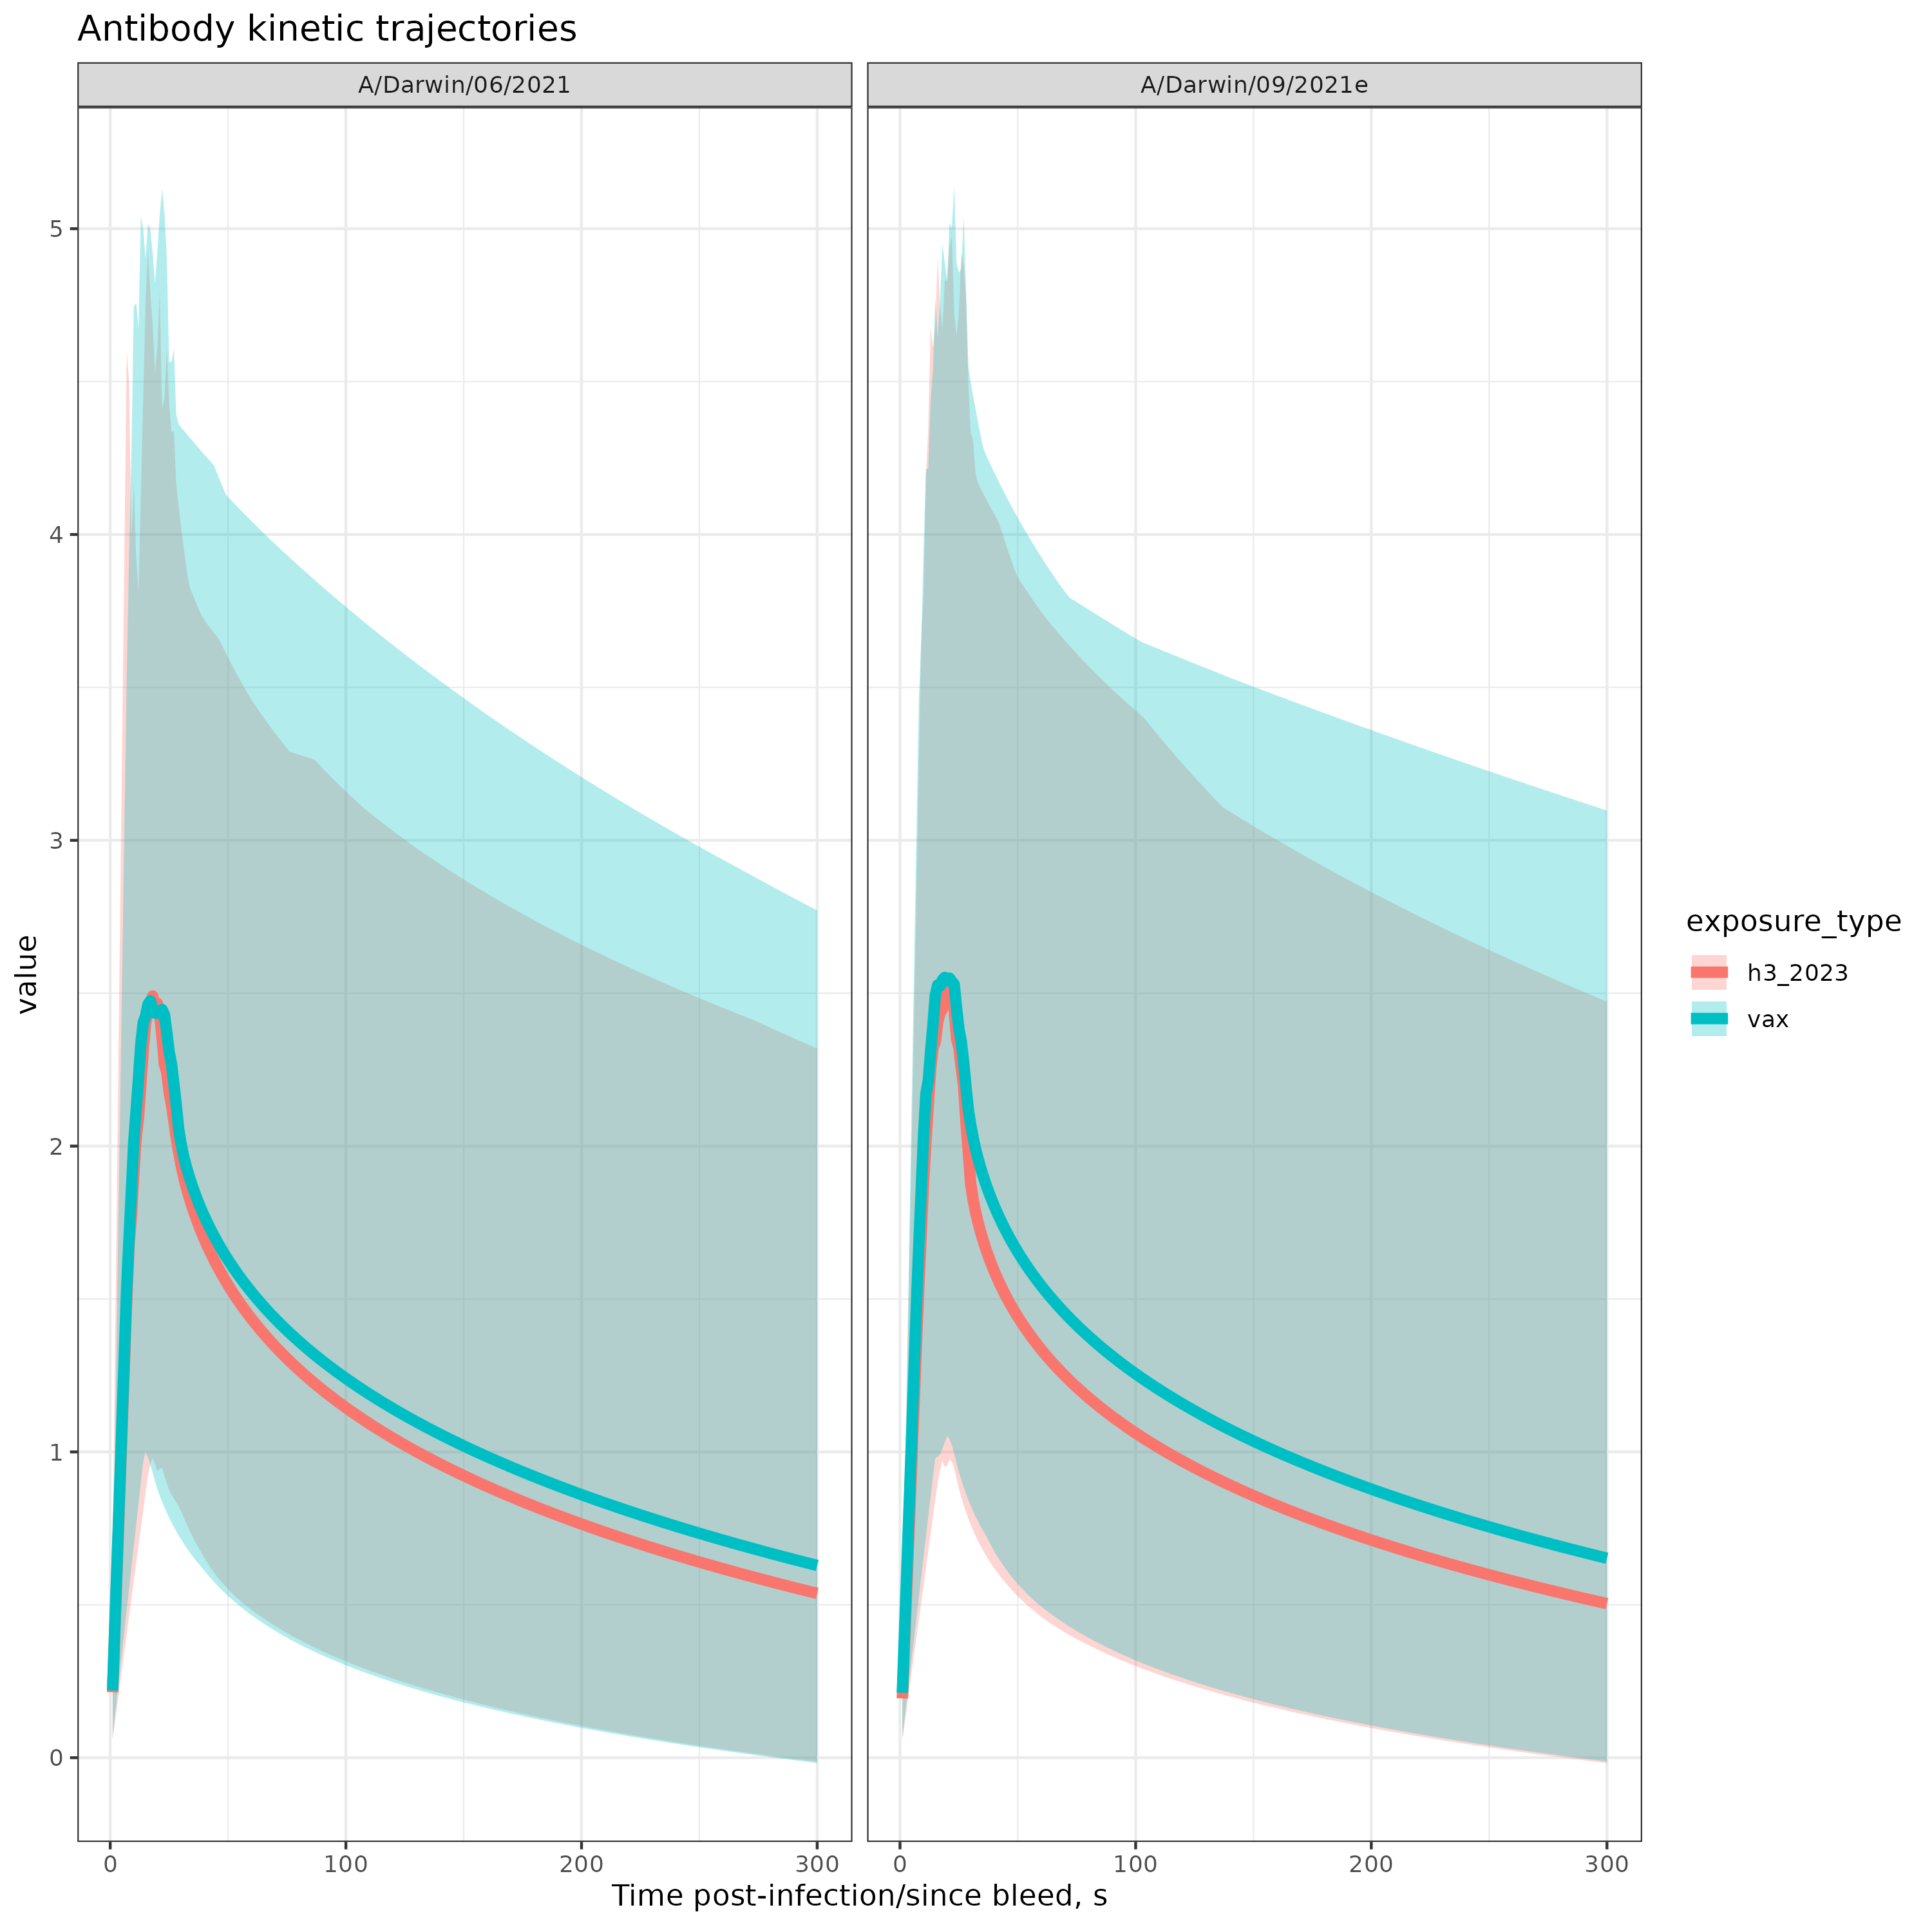 Antibody kinetic trajectories
A/Darwin/06/2021
A/Darwin/09/2021e
value
5
4
3
2
1
0
0 100 200 300
0 100 200 300
Time post-infection/since bleed, s
exposure_type
h3_2023
vax